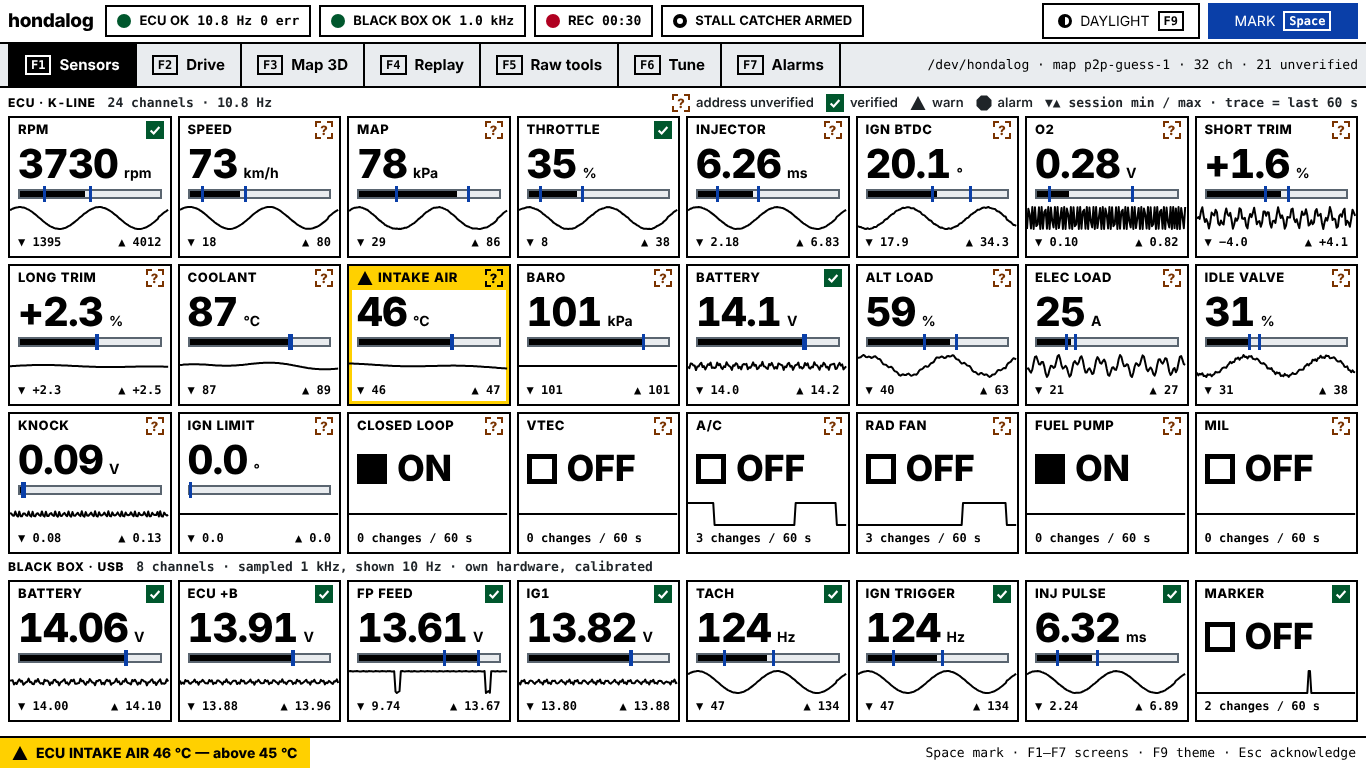 hondalog ECU OK 10.8 Hz 0 err BLACK BOX OK 1.0 kHz REC 00:30 STALL CATCHER ARMED DAYLIGHT F9 MARK Space
F1 Sensors F2 Drive F3 Map 3D F4 Replay F5 Raw tools F6 Tune F7 Alarms /dev/hondalog · map p2p-guess-1 · 32 ch · 21 unverified
ECU · K-LINE 24 channels · 10.8 Hz ? address unverified verified ▲ warn alarm ▼▲ session min / max · trace = last 60 s
RPM SPEED ? MAP ? THROTTLE INJECTOR ? IGN BTDC ? O2 ? SHORT TRIM ?
3730 rpm 73 km/h 78 kPa 35 % 6.26 ms 20.1 ° 0.28 V +1.6 %
▼ 1395 ▲ 4012 ▼ 18 ▲ 80 ▼ 29 ▲ 86 ▼ 8 ▲ 38 ▼ 2.18 ▲ 6.83 ▼ 17.9 ▲ 34.3 ▼ 0.10 ▲ 0.82 ▼ −4.0 ▲ +4.1
LONG TRIM ? COOLANT ? ▲ INTAKE AIR ? BARO ? BATTERY ALT LOAD ? ELEC LOAD ? IDLE VALVE ?
+2.3 % 87 °C 46 °C 101 kPa 14.1 V 59 % 25 A 31 %
▼ +2.3 ▲ +2.5 ▼ 87 ▲ 89 ▼ 46 ▲ 47 ▼ 101 ▲ 101 ▼ 14.0 ▲ 14.2 ▼ 40 ▲ 63 ▼ 21 ▲ 27 ▼ 31 ▲ 38
KNOCK ? IGN LIMIT ? CLOSED LOOP ? VTEC ? A/C ? RAD FAN ? FUEL PUMP ? MIL ?
0.09 V 0.0 ° ON OFF OFF OFF ON OFF
▼ 0.08 ▲ 0.13 ▼ 0.0 ▲ 0.0 0 changes / 60 s 0 changes / 60 s 3 changes / 60 s 3 changes / 60 s 0 changes / 60 s 0 changes / 60 s
BLACK BOX · USB 8 channels · sampled 1 kHz, shown 10 Hz · own hardware, calibrated
BATTERY ECU +B FP FEED IG1 TACH IGN TRIGGER INJ PULSE MARKER
14.06 V 13.91 V 13.61 V 13.82 V 124 Hz 124 Hz 6.32 ms OFF
▼ 14.00 ▲ 14.10 ▼ 13.88 ▲ 13.96 ▼ 9.74 ▲ 13.67 ▼ 13.80 ▲ 13.88 ▼ 47 ▲ 134 ▼ 47 ▲ 134 ▼ 2.24 ▲ 6.89 2 changes / 60 s
▲ ECU INTAKE AIR 46 °C — above 45 °C Space mark · F1–F7 screens · F9 theme · Esc acknowledge